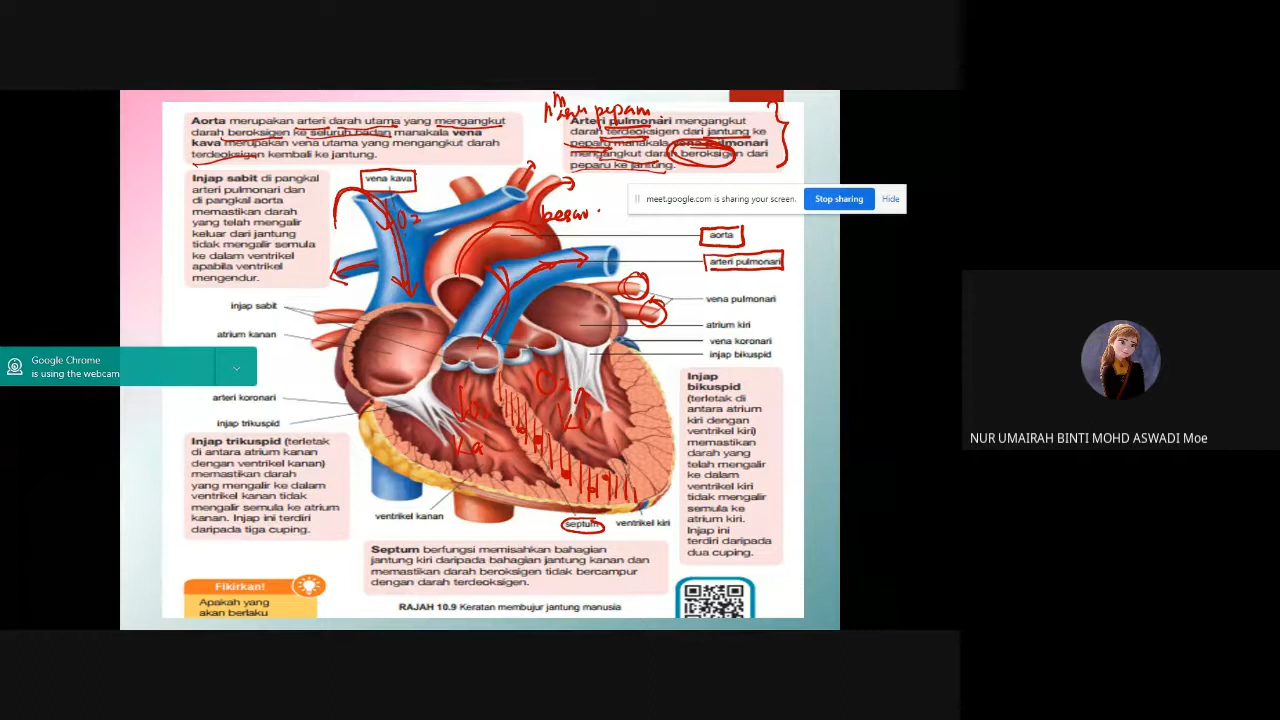 Aorta merupakan arteri darah utama yang mengangkut
darah beroksigen ke seluruh badan manakala vena
kava merupakan vena utama yang mengangkut darah
terdeoksigen kembali ke jantung.
pepam
Arteri pulmonari mengangkut
darah terdeoksigen dari jantung ke
peparu manakala vena pulmonari
mengangkut darah beroksigen dari
peparu ke jantung.
Injap sabit di pangkal
arteri pulmonari dan
di pangkal aorta
memastikan darah
yang telah mengalir
keluar dari jantung
tidak mengalir semula
ke dalam ventrikel
apabila ventrikel
mengendur.
vena kava
meet.google.com is sharing your screen.
Stop sharing
Hide
besar
aorta
arteri pulmonari
vena pulmonari
atrium kiri
vena koronari
injap bikuspid
injap sabit
atrium kanan
Google Chrome
is using the webcam
arteri koronari
injap trikuspid
O2
Ka
Ki
Injap trikuspid (terletak
di antara atrium kanan
dengan ventrikel kanan)
memastikan darah
yang mengalir ke dalam
ventrikel kanan tidak
mengalir semula ke atrium
kanan. Injap ini terdiri
daripada tiga cuping.
Injap
bikuspid
(terletak di
antara atrium
kiri dengan
ventrikel kiri)
memastikan
darah yang
telah mengalir
ke dalam
ventrikel kiri
tidak mengalir
semula ke
atrium kiri.
Injap ini
terdiri daripada
dua cuping.
ventrikel kanan
septum
ventrikel kiri
Septum berfungsi memisahkan bahagian
jantung kiri daripada bahagian jantung kanan dan
memastikan darah beroksigen tidak bercampur
dengan darah terdeoksigen.
Fikirkan!
Apakah yang
akan berlaku
RAJAH 10.9 Keratan membujur jantung manusia
NUR UMAIRAH BINTI MOHD ASWADI Moe